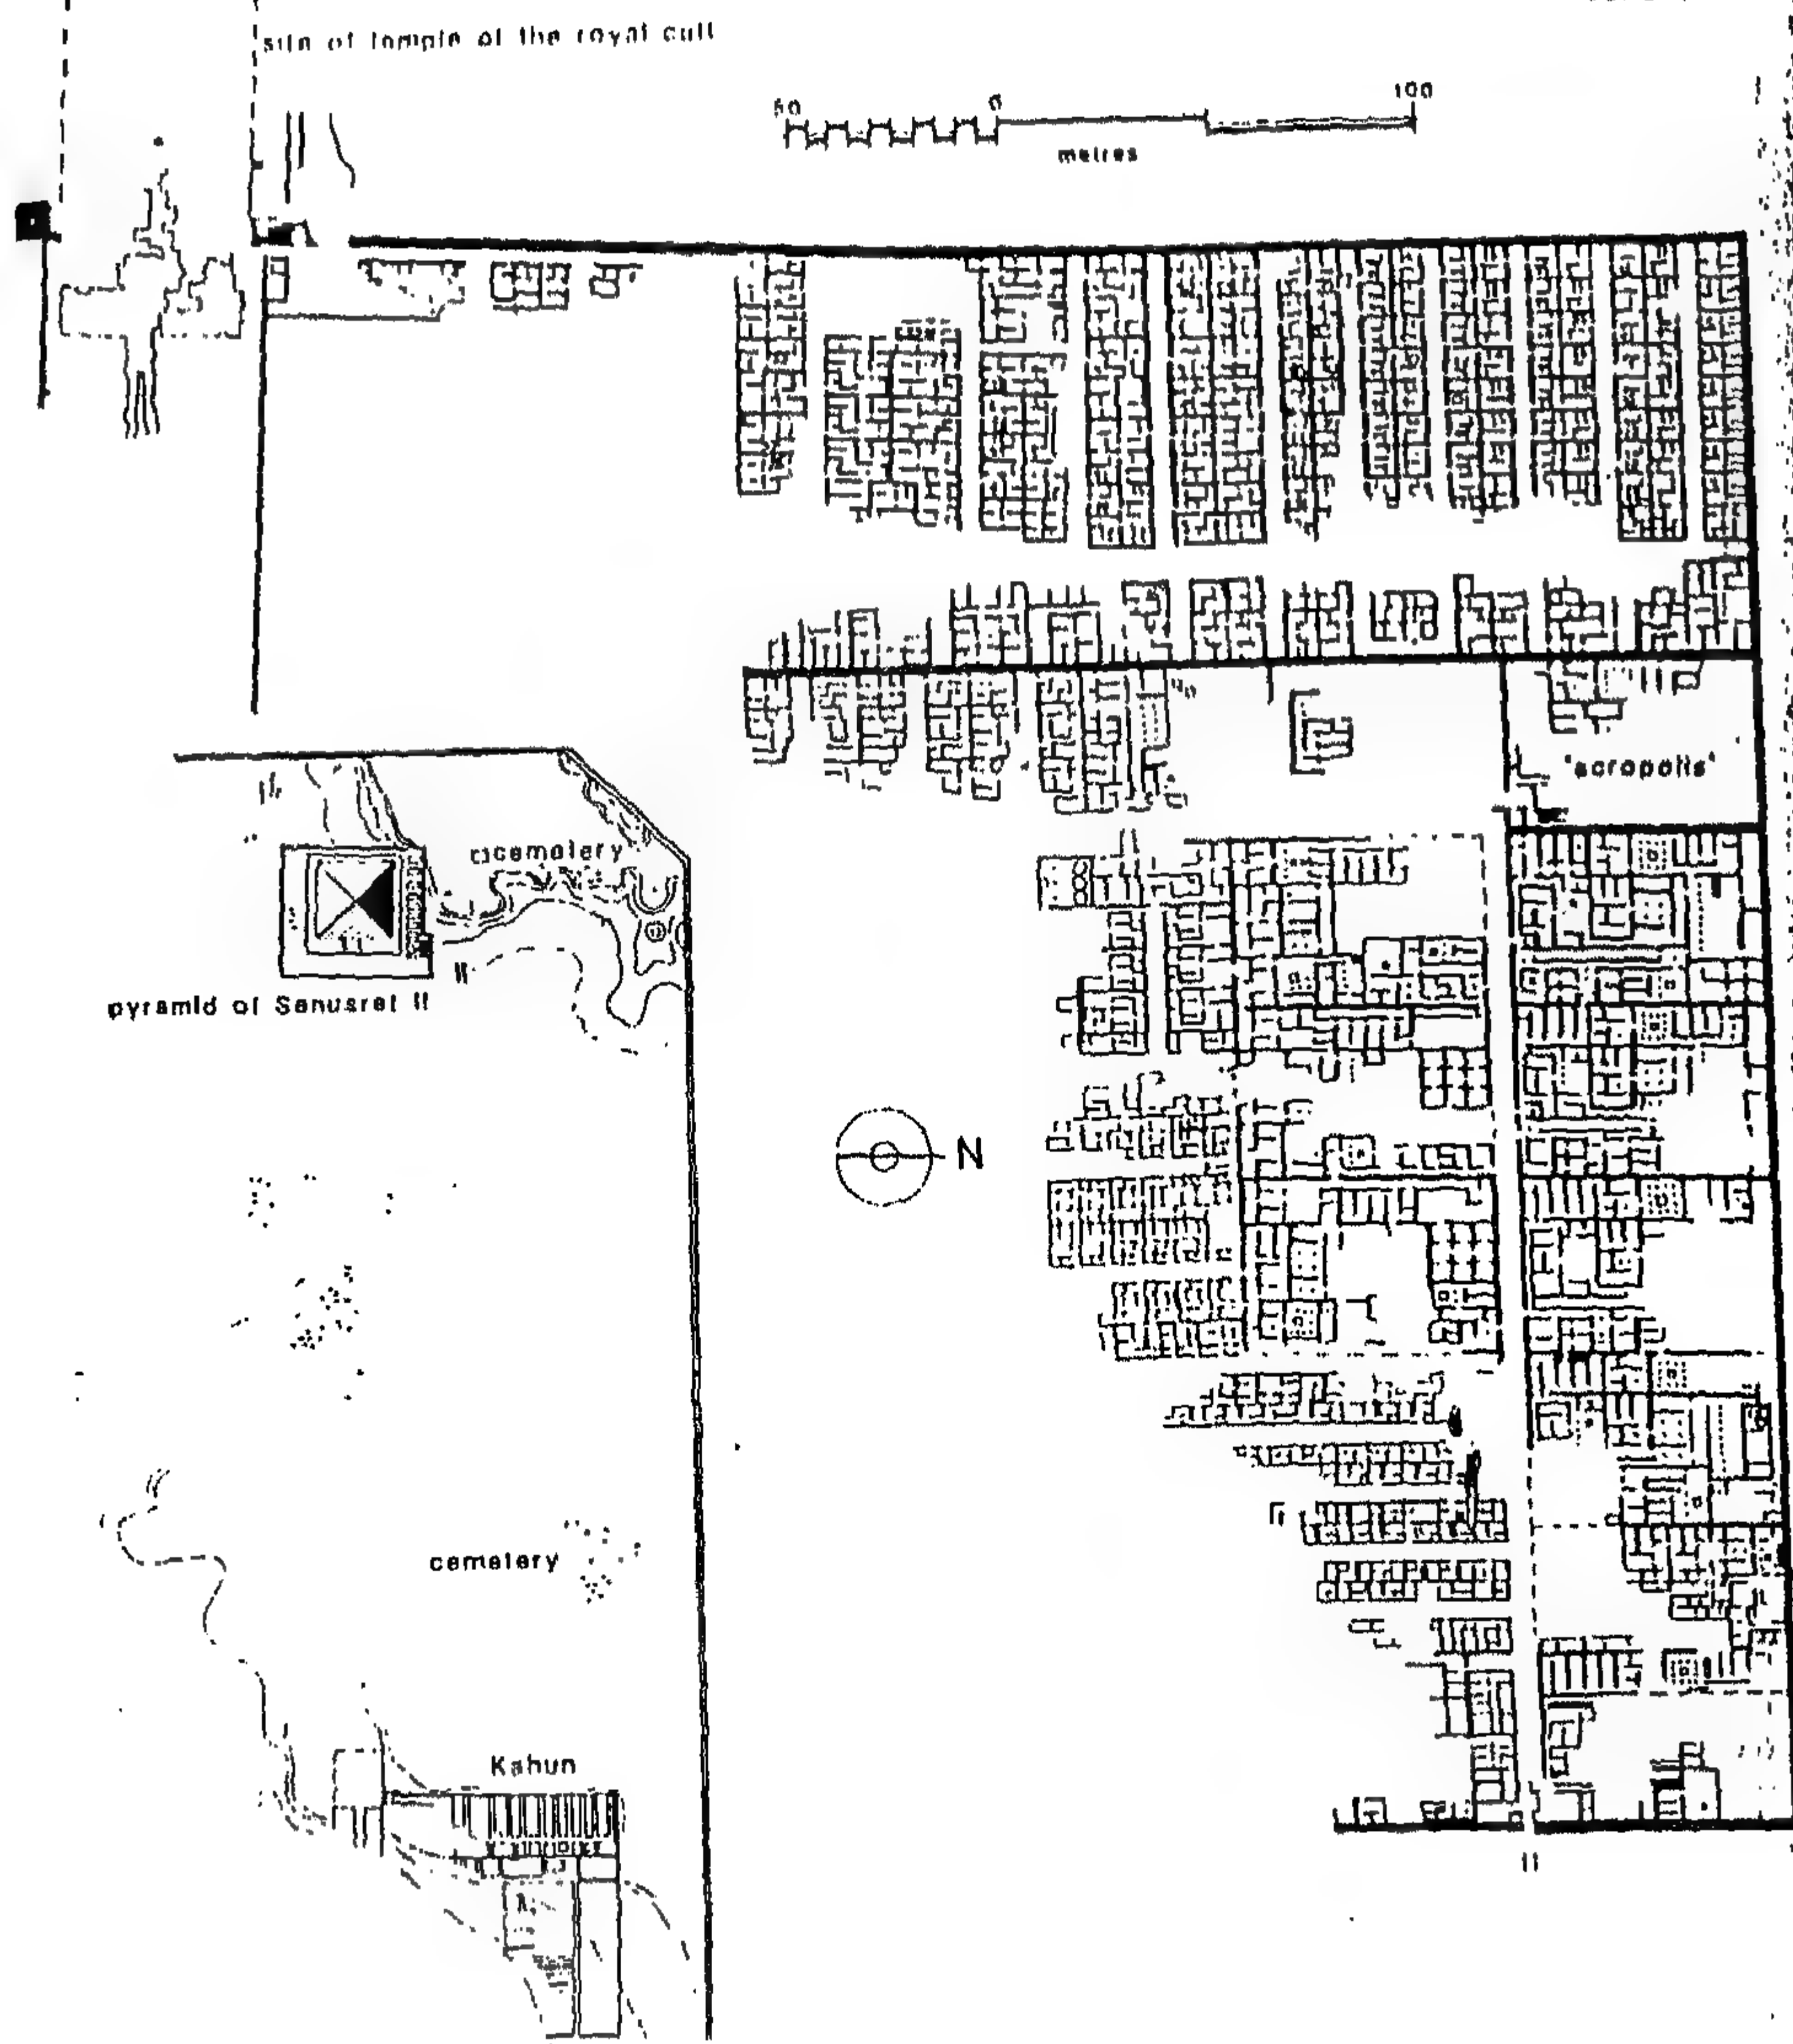 site of temple of the royal cult
50 0 100
metres
'acropolis'
cemetery
pyramid of Senusret II
N
cemetery
Kahun